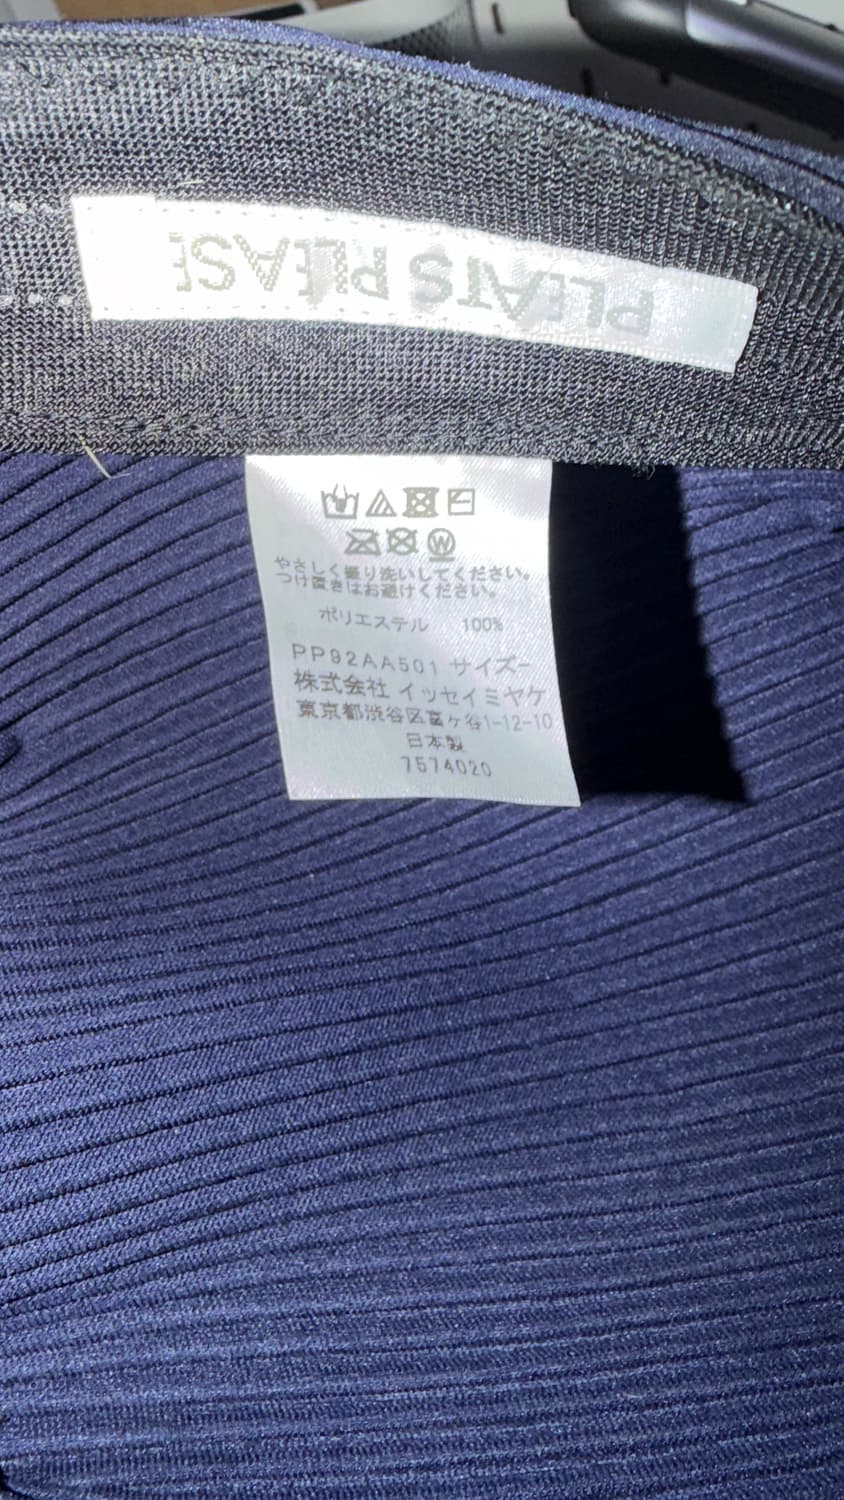 PLEATS PLEASE
W
やさしく振り洗いしてください。
つけ置きはお避けください。
ポリエステル 100%
PP92AA501 サイズ-
株式会社 イッセイミヤケ
東京都渋谷区富ヶ谷1-12-10
日本製
7574020